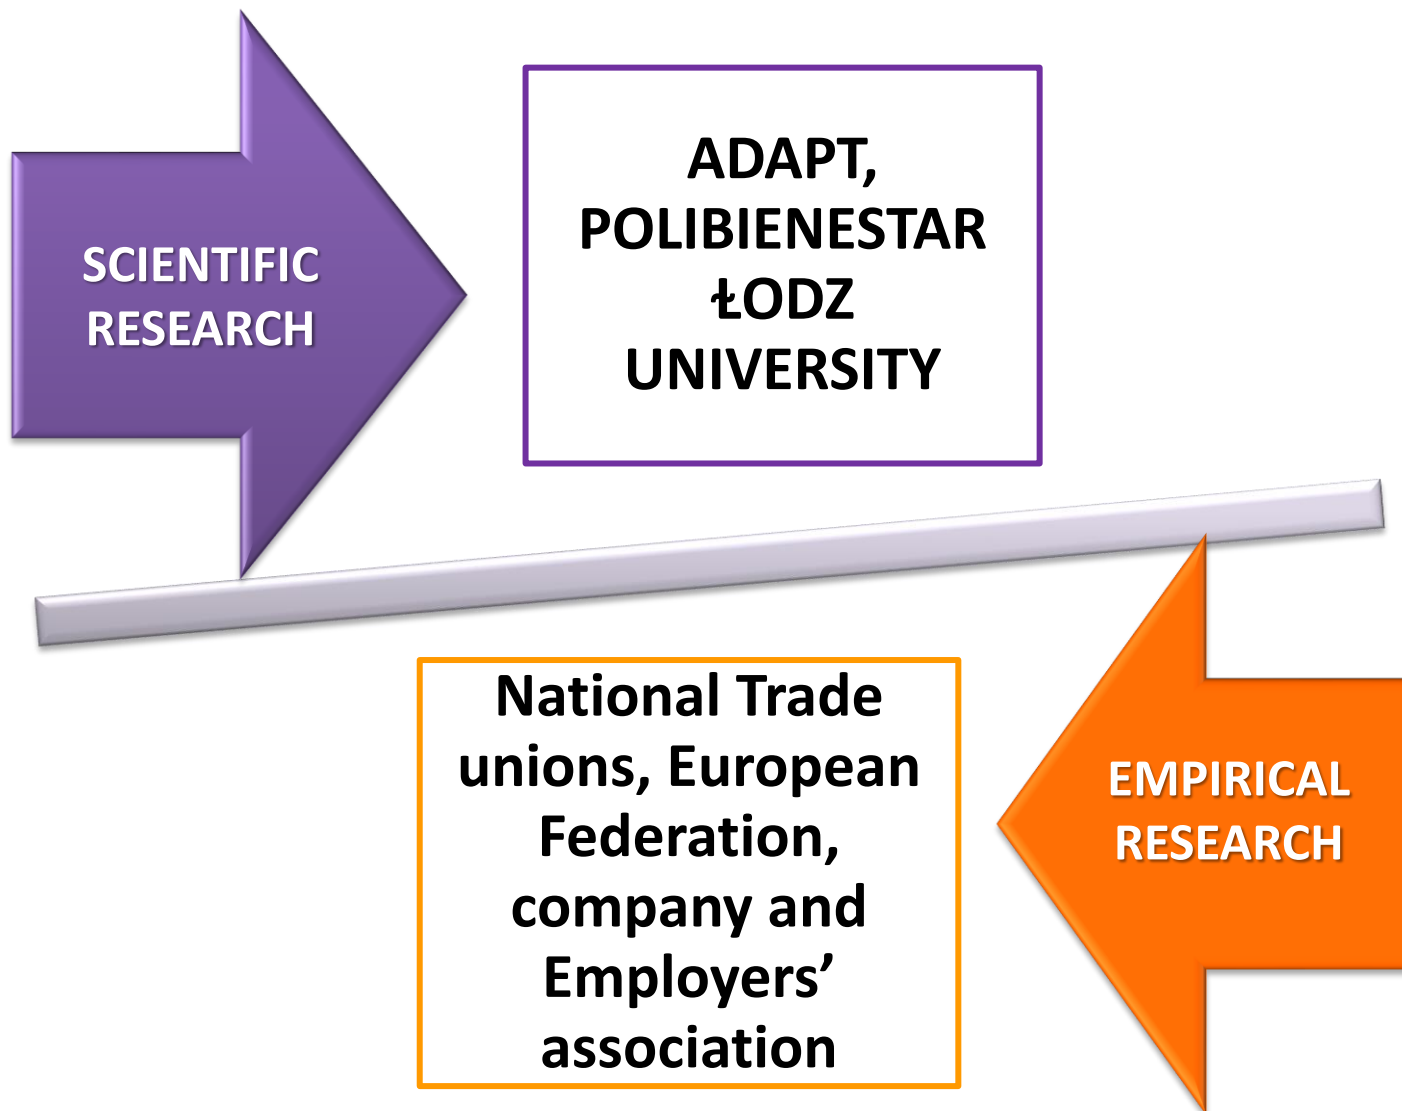 SCIENTIFIC
RESEARCH
ADAPT,
POLIBIENESTAR
ŁODZ
UNIVERSITY
National Trade
unions, European
Federation,
company and
Employers’
association
EMPIRICAL
RESEARCH